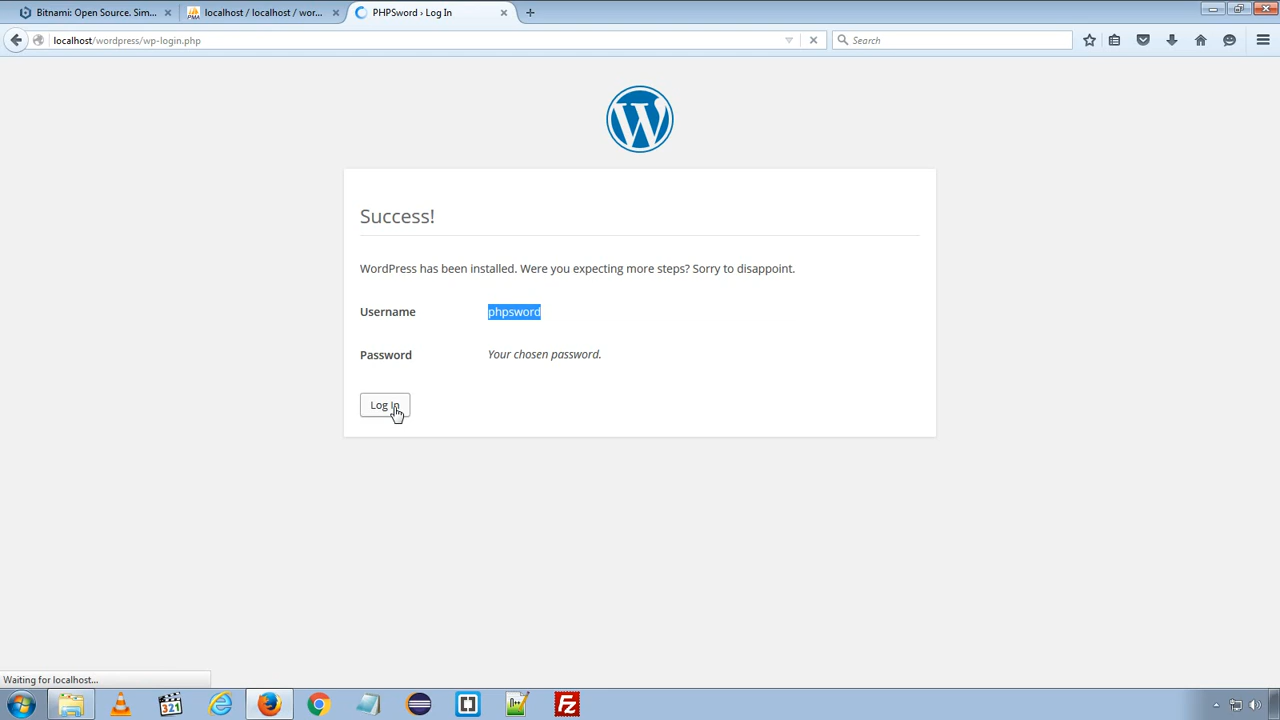 Bitnami: Open Source. Sim...
localhost / localhost / wor...
PHPSword › Log In
localhost/wordpress/wp-login.php
Search
W
Success!
WordPress has been installed. Were you expecting more steps? Sorry to disappoint.
Username phpsword
Password Your chosen password.
Log In
Waiting for localhost...
321
Fz